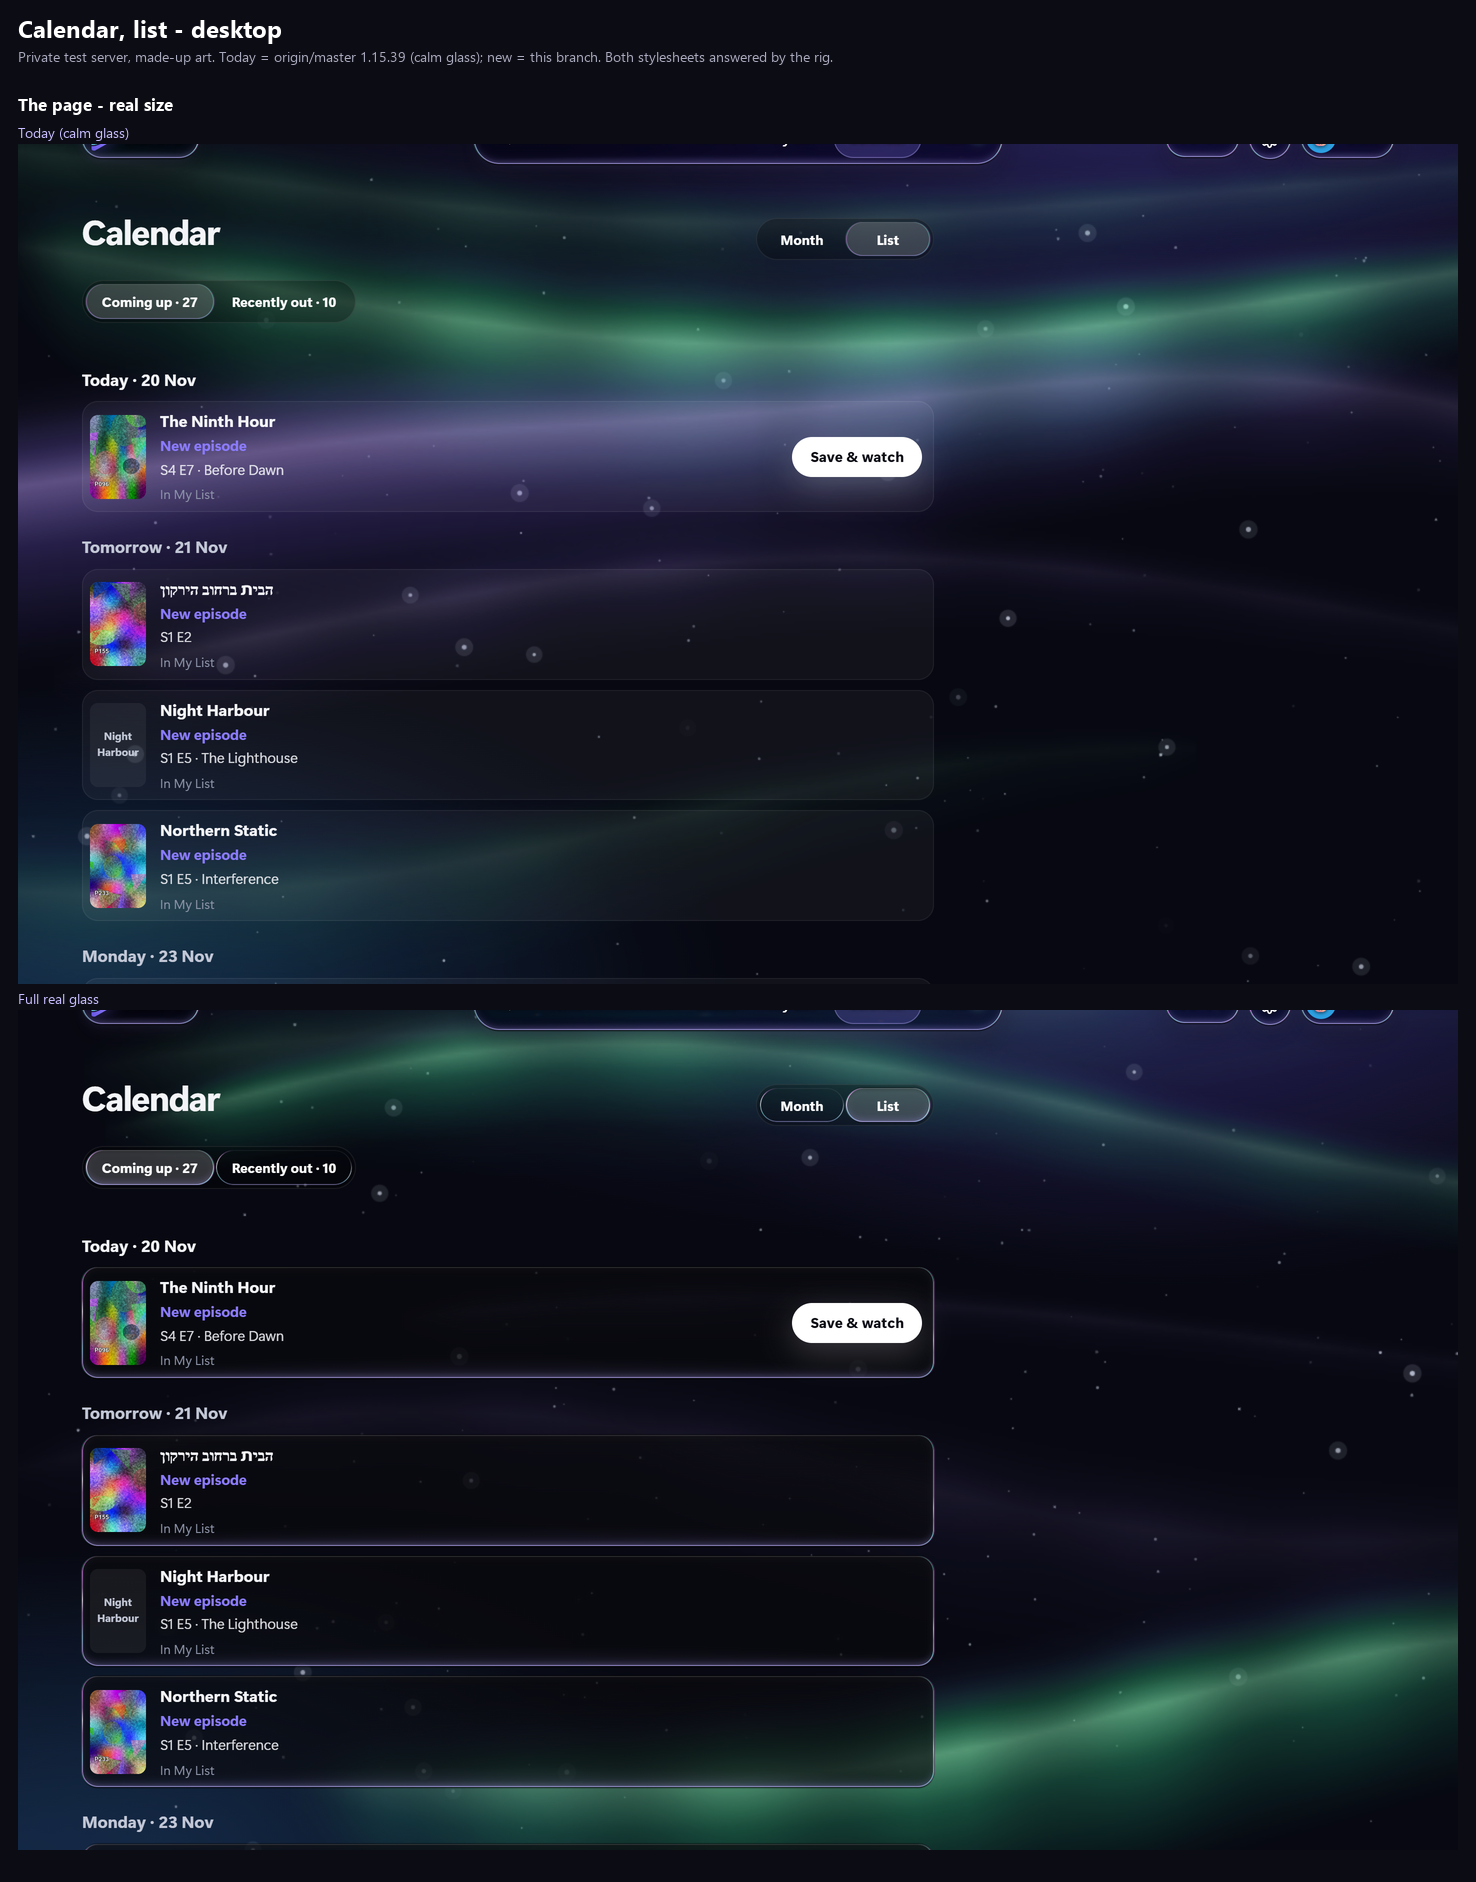 Calendar, list - desktop
Private test server, made-up art. Today = origin/master 1.15.39 (calm glass); new = this branch. Both stylesheets answered by the rig.
The page - real size
Today (calm glass)
Calendar
Month
List
Coming up · 27
Recently out · 10
Today · 20 Nov
The Ninth Hour
New episode
S4 E7 · Before Dawn
In My List
P096
Save & watch
Tomorrow · 21 Nov
הבית ברחוב הירקון
New episode
S1 E2
In My List
P155
Night
Harbour
Night Harbour
New episode
S1 E5 · The Lighthouse
In My List
Northern Static
New episode
S1 E5 · Interference
In My List
P233
Monday · 23 Nov
Full real glass
Calendar
Month
List
Coming up · 27
Recently out · 10
Today · 20 Nov
The Ninth Hour
New episode
S4 E7 · Before Dawn
In My List
P096
Save & watch
Tomorrow · 21 Nov
הבית ברחוב הירקון
New episode
S1 E2
In My List
P155
Night
Harbour
Night Harbour
New episode
S1 E5 · The Lighthouse
In My List
Northern Static
New episode
S1 E5 · Interference
In My List
P233
Monday · 23 Nov